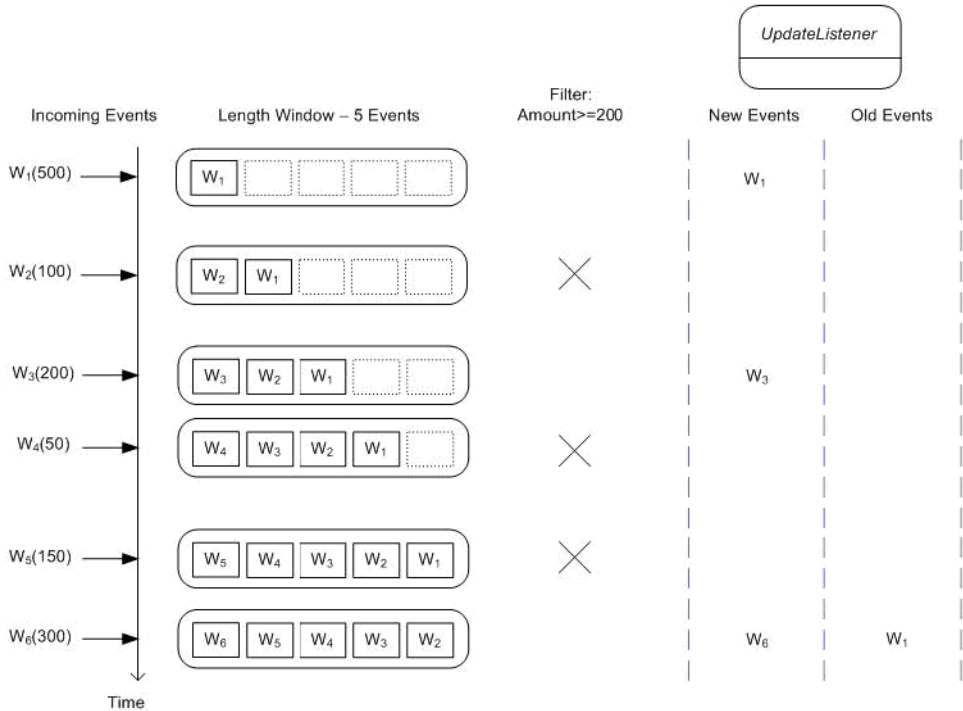 UpdateListener
Filter:
Incoming Events Length Window – 5 Events Amount>=200 New Events Old Events
W1(500) W1 W1
W2(100) W2 W1
W3(200) W3 W2 W1 W3
W4(50) W4 W3 W2 W1
W5(150) W5 W4 W3 W2 W1
W6(300) W6 W5 W4 W3 W2 W6 W1
Time